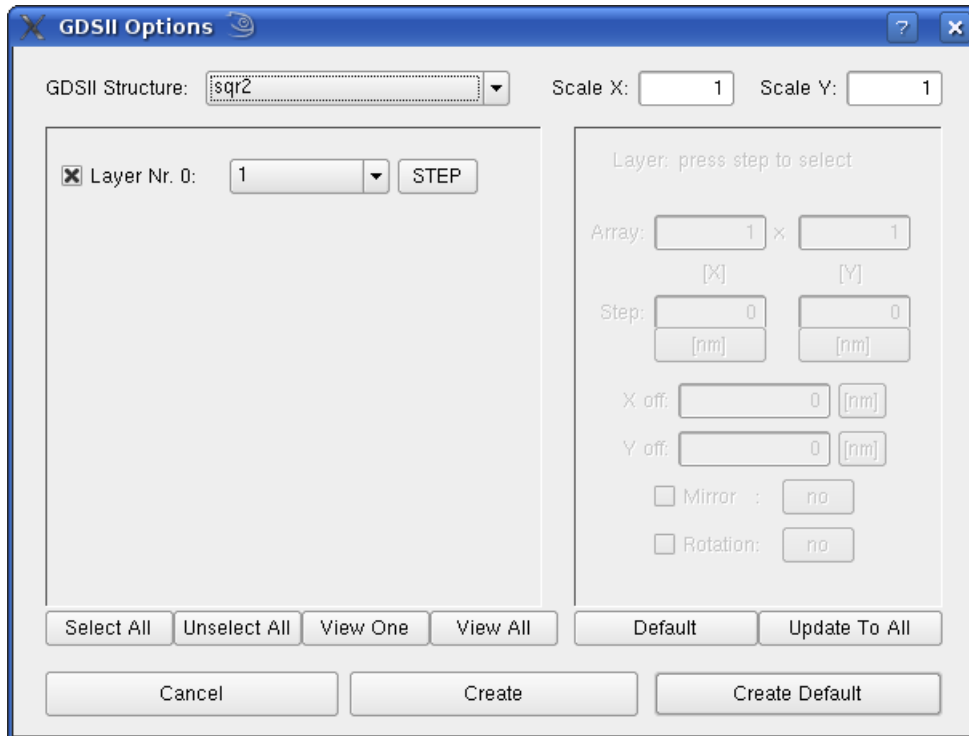 GDSII Options
?
GDSII Structure: sqr2 Scale X: 1 Scale Y: 1
Layer Nr. 0: 1 STEP
Layer: press step to select
Array: 1 × 1
[X] [Y]
Step: 0 0
[nm] [nm]
X off: 0 [nm]
Y off: 0 [nm]
Mirror : no
Rotation: no
Select All Unselect All View One View All
Default Update To All
Cancel Create Create Default